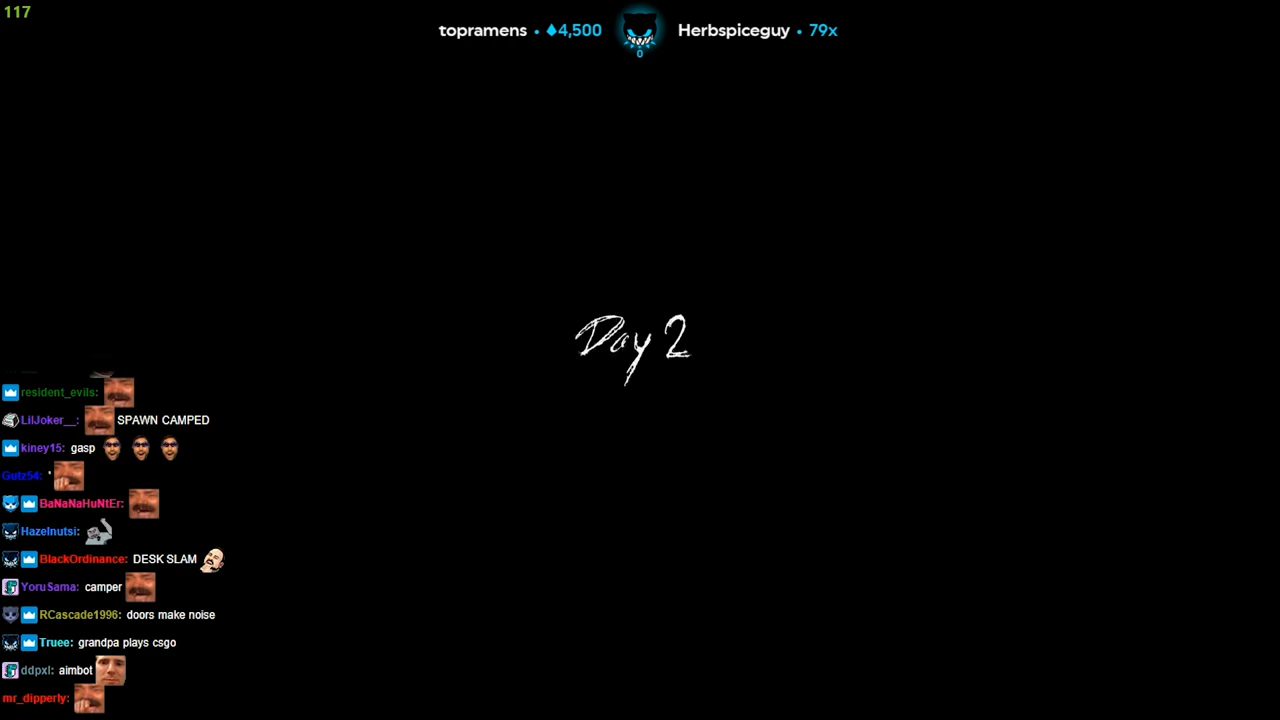 117
topramens • 4,500
0
Herbspiceguy • 79x
Day 2
resident_evils:
LilJoker__: SPAWN CAMPED
kiney15: gasp
Gutz54: '
BaNaNaHuNtEr:
Hazelnutsi:
BlackOrdinance: DESK SLAM
YoruSama: camper
RCascade1996: doors make noise
Truee: grandpa plays csgo
ddpxl: aimbot
mr_dipperly: